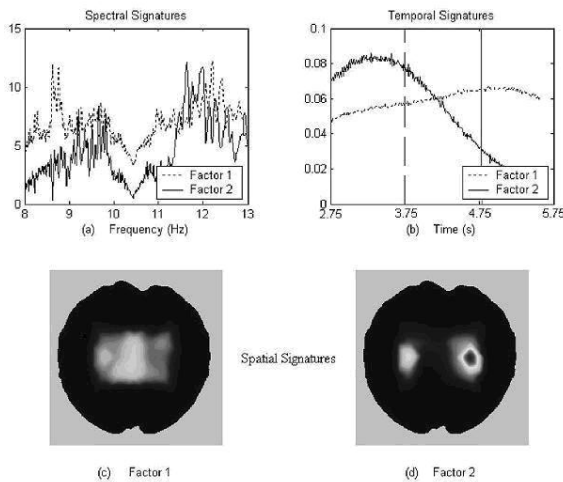 Spectral Signatures
15
10
5
0
8 9 10 11 12 13
Factor 1
Factor 2
(a) Frequency (Hz)
Temporal Signatures
0.1
0.08
0.06
0.04
0.02
0
2.75 3.75 4.75 5.75
Factor 1
Factor 2
(b) Time (s)
Spatial Signatures
(c) Factor 1
(d) Factor 2